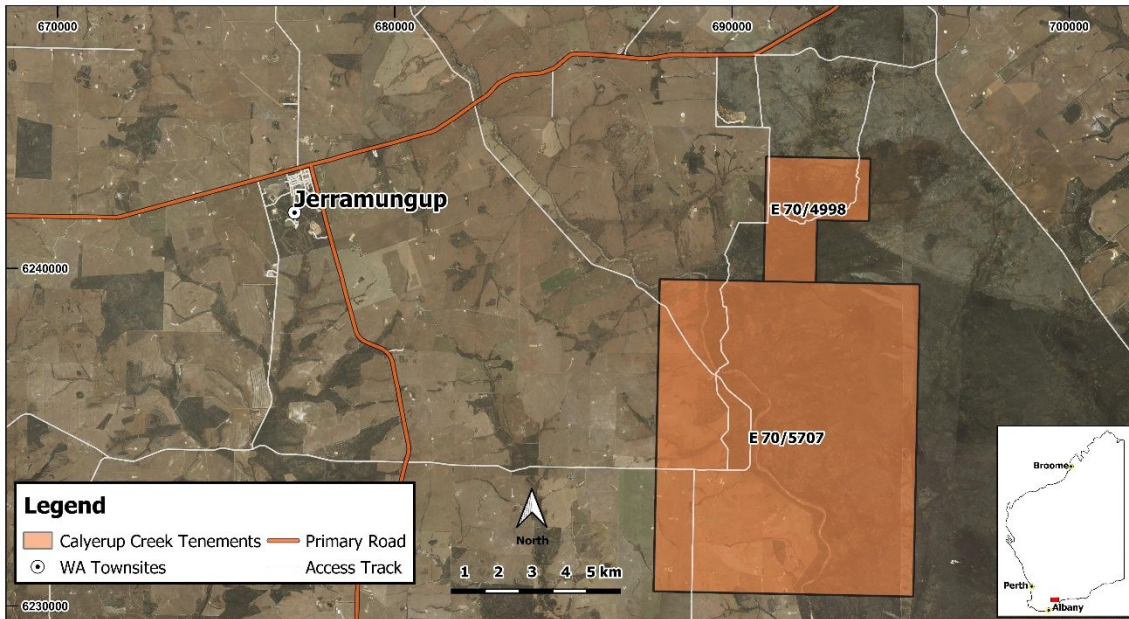 670000
680000
690000
700000
Jerramungup
E 70/4998
6240000
E 70/5707
Legend
Calyerup Creek Tenements
Primary Road
WA Townsites
Access Track
North
1 2 3 4 5 km
6230000
Broome
Perth
Albany